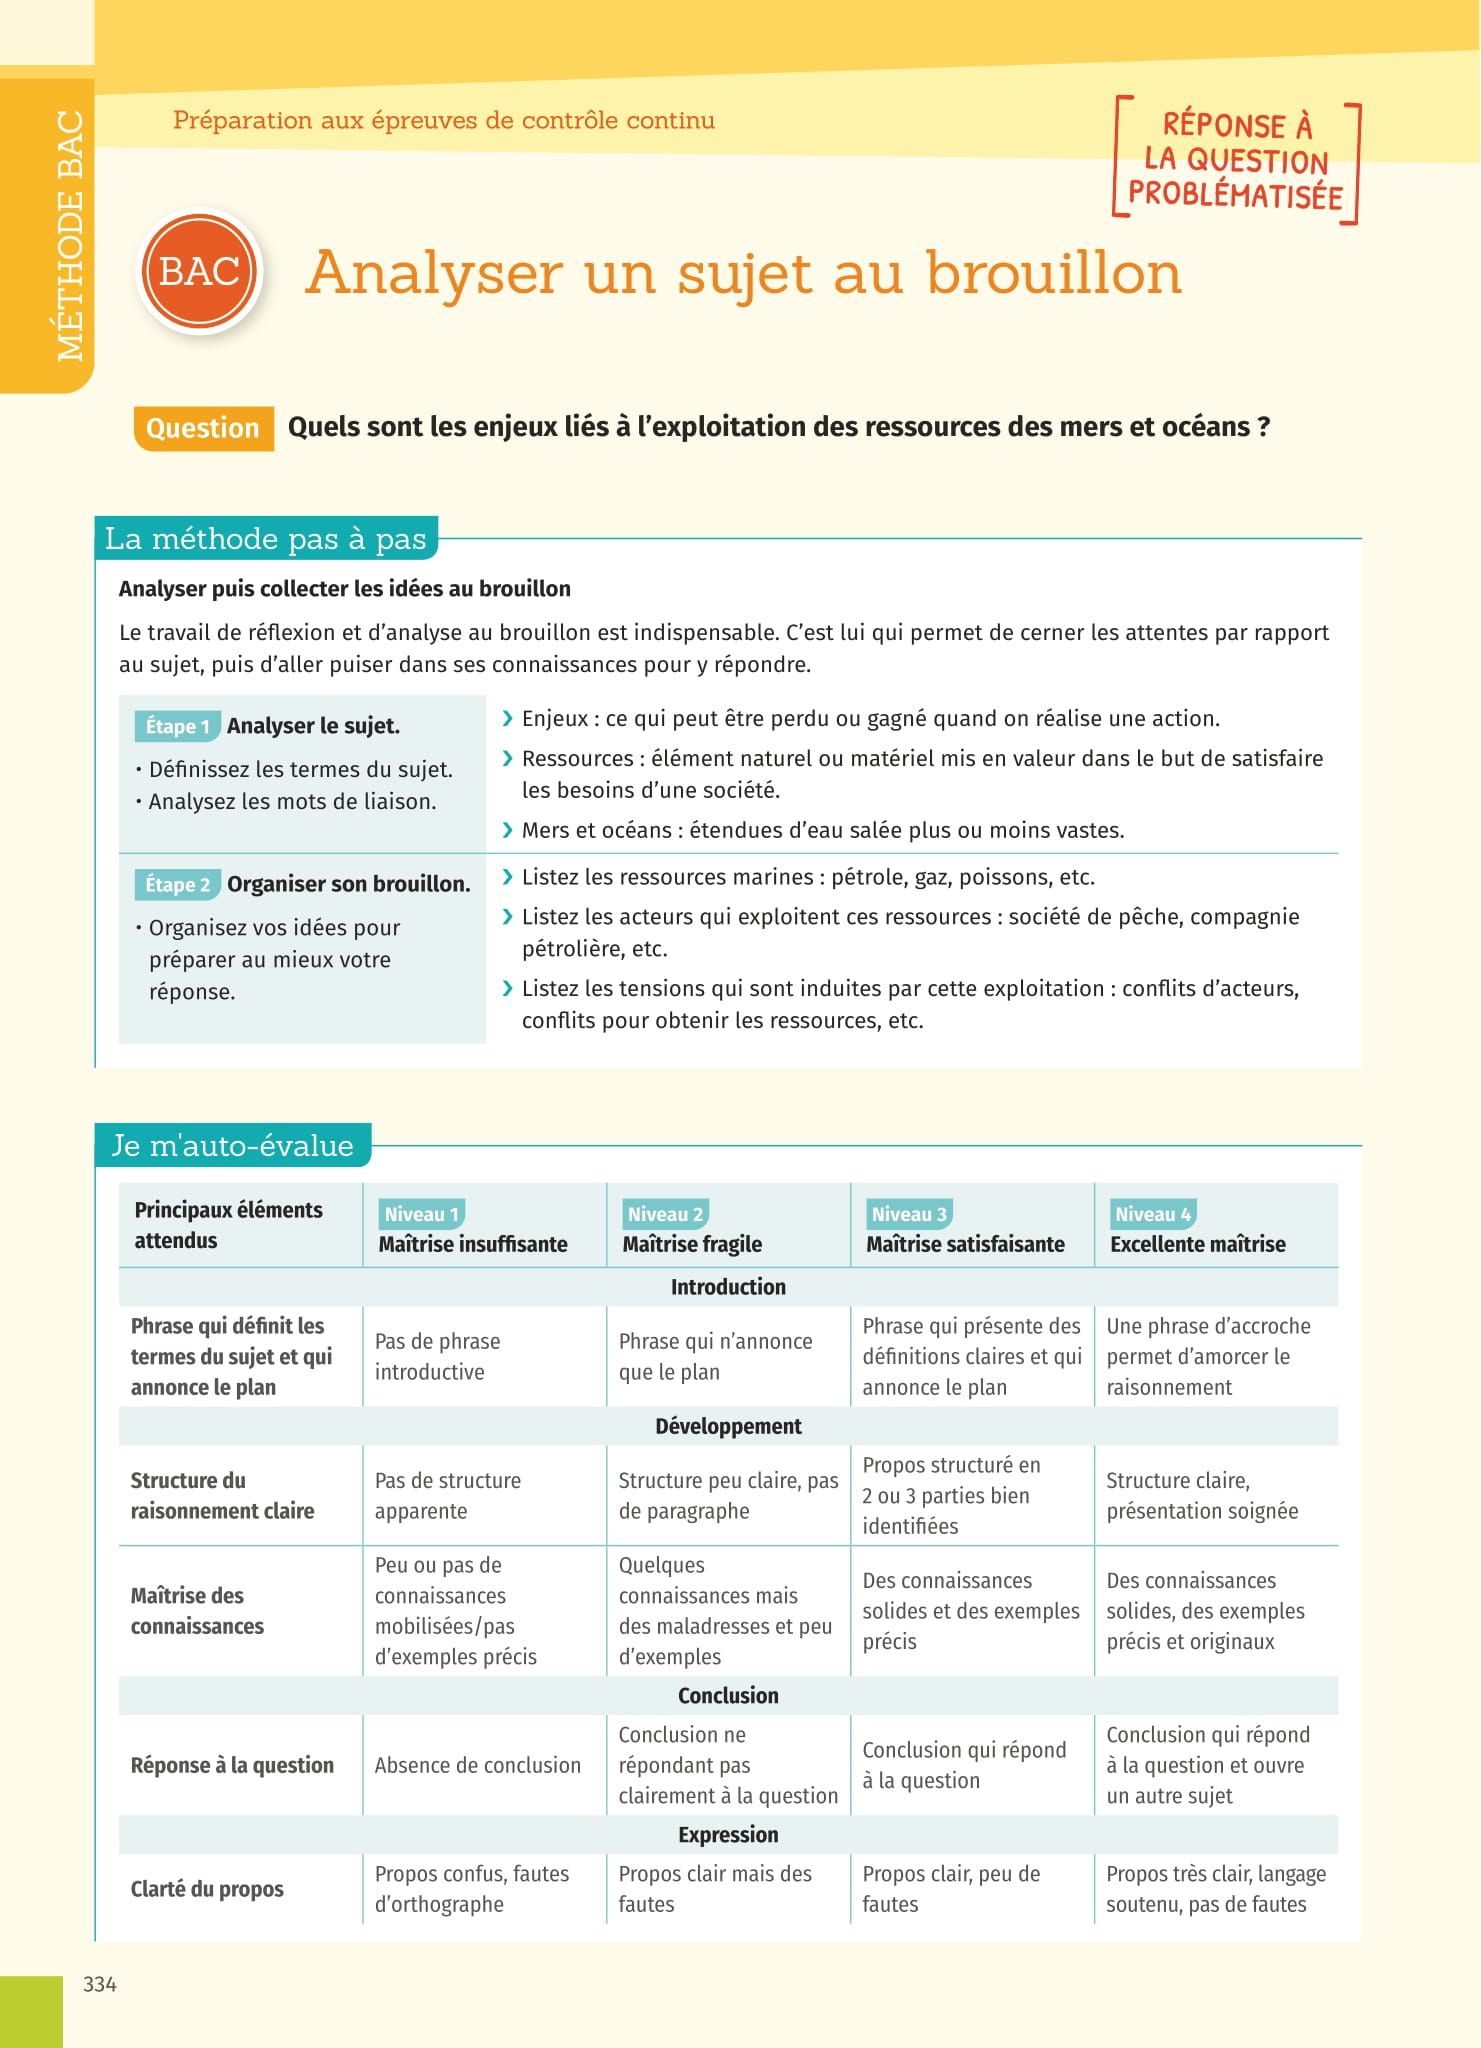 MÉTHODE BAC
Préparation aux épreuves de contrôle continu
RÉPONSE À
LA QUESTION
PROBLÉMATISÉE
BAC
Analyser un sujet au brouillon
Question Quels sont les enjeux liés à l’exploitation des ressources des mers et océans ?
La méthode pas à pas
Analyser puis collecter les idées au brouillon
Le travail de réflexion et d’analyse au brouillon est indispensable. C’est lui qui permet de cerner les attentes par rapport
au sujet, puis d’aller puiser dans ses connaissances pour y répondre.
Étape 1 Analyser le sujet.
• Définissez les termes du sujet.
• Analysez les mots de liaison.
❯ Enjeux : ce qui peut être perdu ou gagné quand on réalise une action.
❯ Ressources : élément naturel ou matériel mis en valeur dans le but de satisfaire
les besoins d’une société.
❯ Mers et océans : étendues d’eau salée plus ou moins vastes.
Étape 2 Organiser son brouillon.
• Organisez vos idées pour
préparer au mieux votre
réponse.
❯ Listez les ressources marines : pétrole, gaz, poissons, etc.
❯ Listez les acteurs qui exploitent ces ressources : société de pêche, compagnie
pétrolière, etc.
❯ Listez les tensions qui sont induites par cette exploitation : conflits d’acteurs,
conflits pour obtenir les ressources, etc.
Je m'auto-évalue
Principaux éléments
attendus
Niveau 1
Maîtrise insuffisante
Niveau 2
Maîtrise fragile
Niveau 3
Maîtrise satisfaisante
Niveau 4
Excellente maîtrise
Introduction
Phrase qui définit les
termes du sujet et qui
annonce le plan
Pas de phrase
introductive
Phrase qui n’annonce
que le plan
Phrase qui présente des
définitions claires et qui
annonce le plan
Une phrase d’accroche
permet d’amorcer le
raisonnement
Développement
Structure du
raisonnement claire
Pas de structure
apparente
Structure peu claire, pas
de paragraphe
Propos structuré en
2 ou 3 parties bien
identifiées
Structure claire,
présentation soignée
Maîtrise des
connaissances
Peu ou pas de
connaissances
mobilisées/pas
d’exemples précis
Quelques
connaissances mais
des maladresses et peu
d’exemples
Des connaissances
solides et des exemples
précis
Des connaissances
solides, des exemples
précis et originaux
Conclusion
Réponse à la question
Absence de conclusion
Conclusion ne
répondant pas
clairement à la question
Conclusion qui répond
à la question
Conclusion qui répond
à la question et ouvre
un autre sujet
Expression
Clarté du propos
Propos confus, fautes
d’orthographe
Propos clair mais des
fautes
Propos clair, peu de
fautes
Propos très clair, langage
soutenu, pas de fautes
334